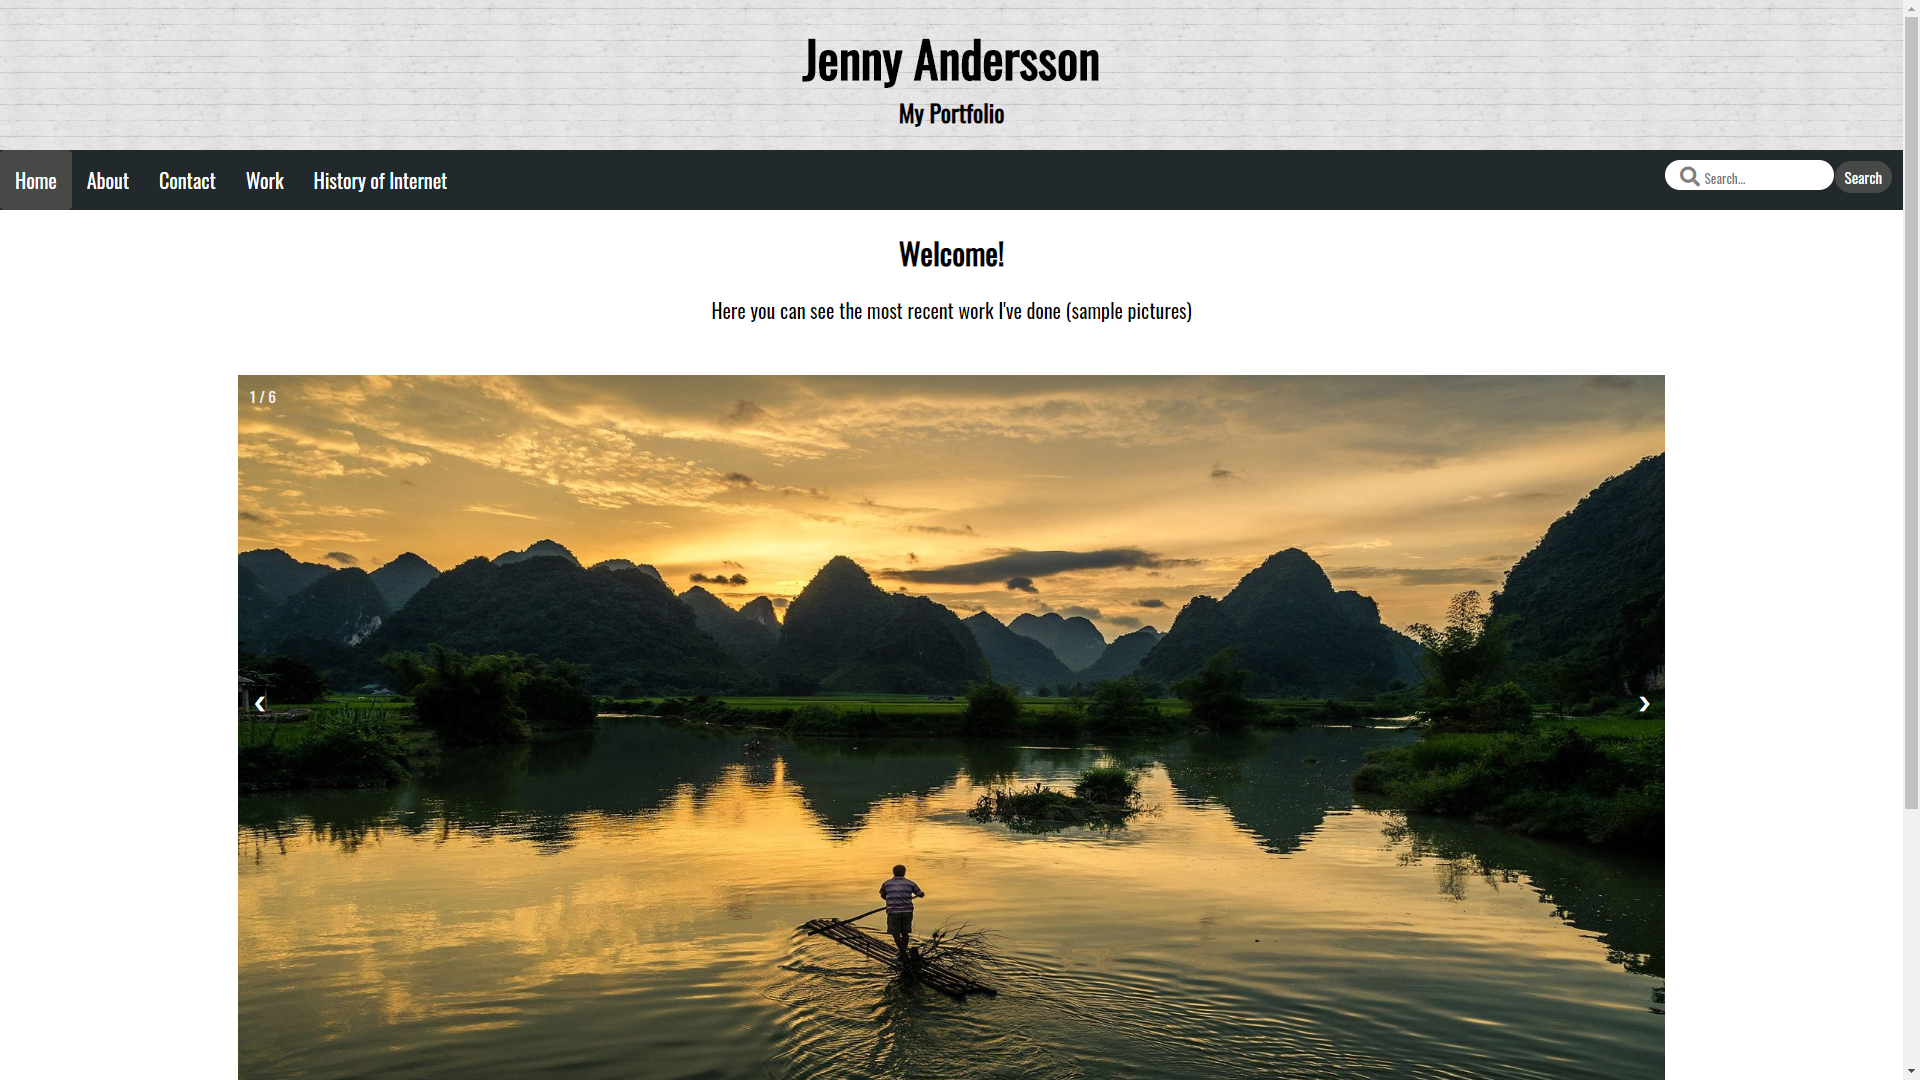 Jenny Andersson
My Portfolio
Home About Contact Work History of Internet Search... Search
Welcome!
Here you can see the most recent work I've done (sample pictures)
1 / 6
❮ ❯